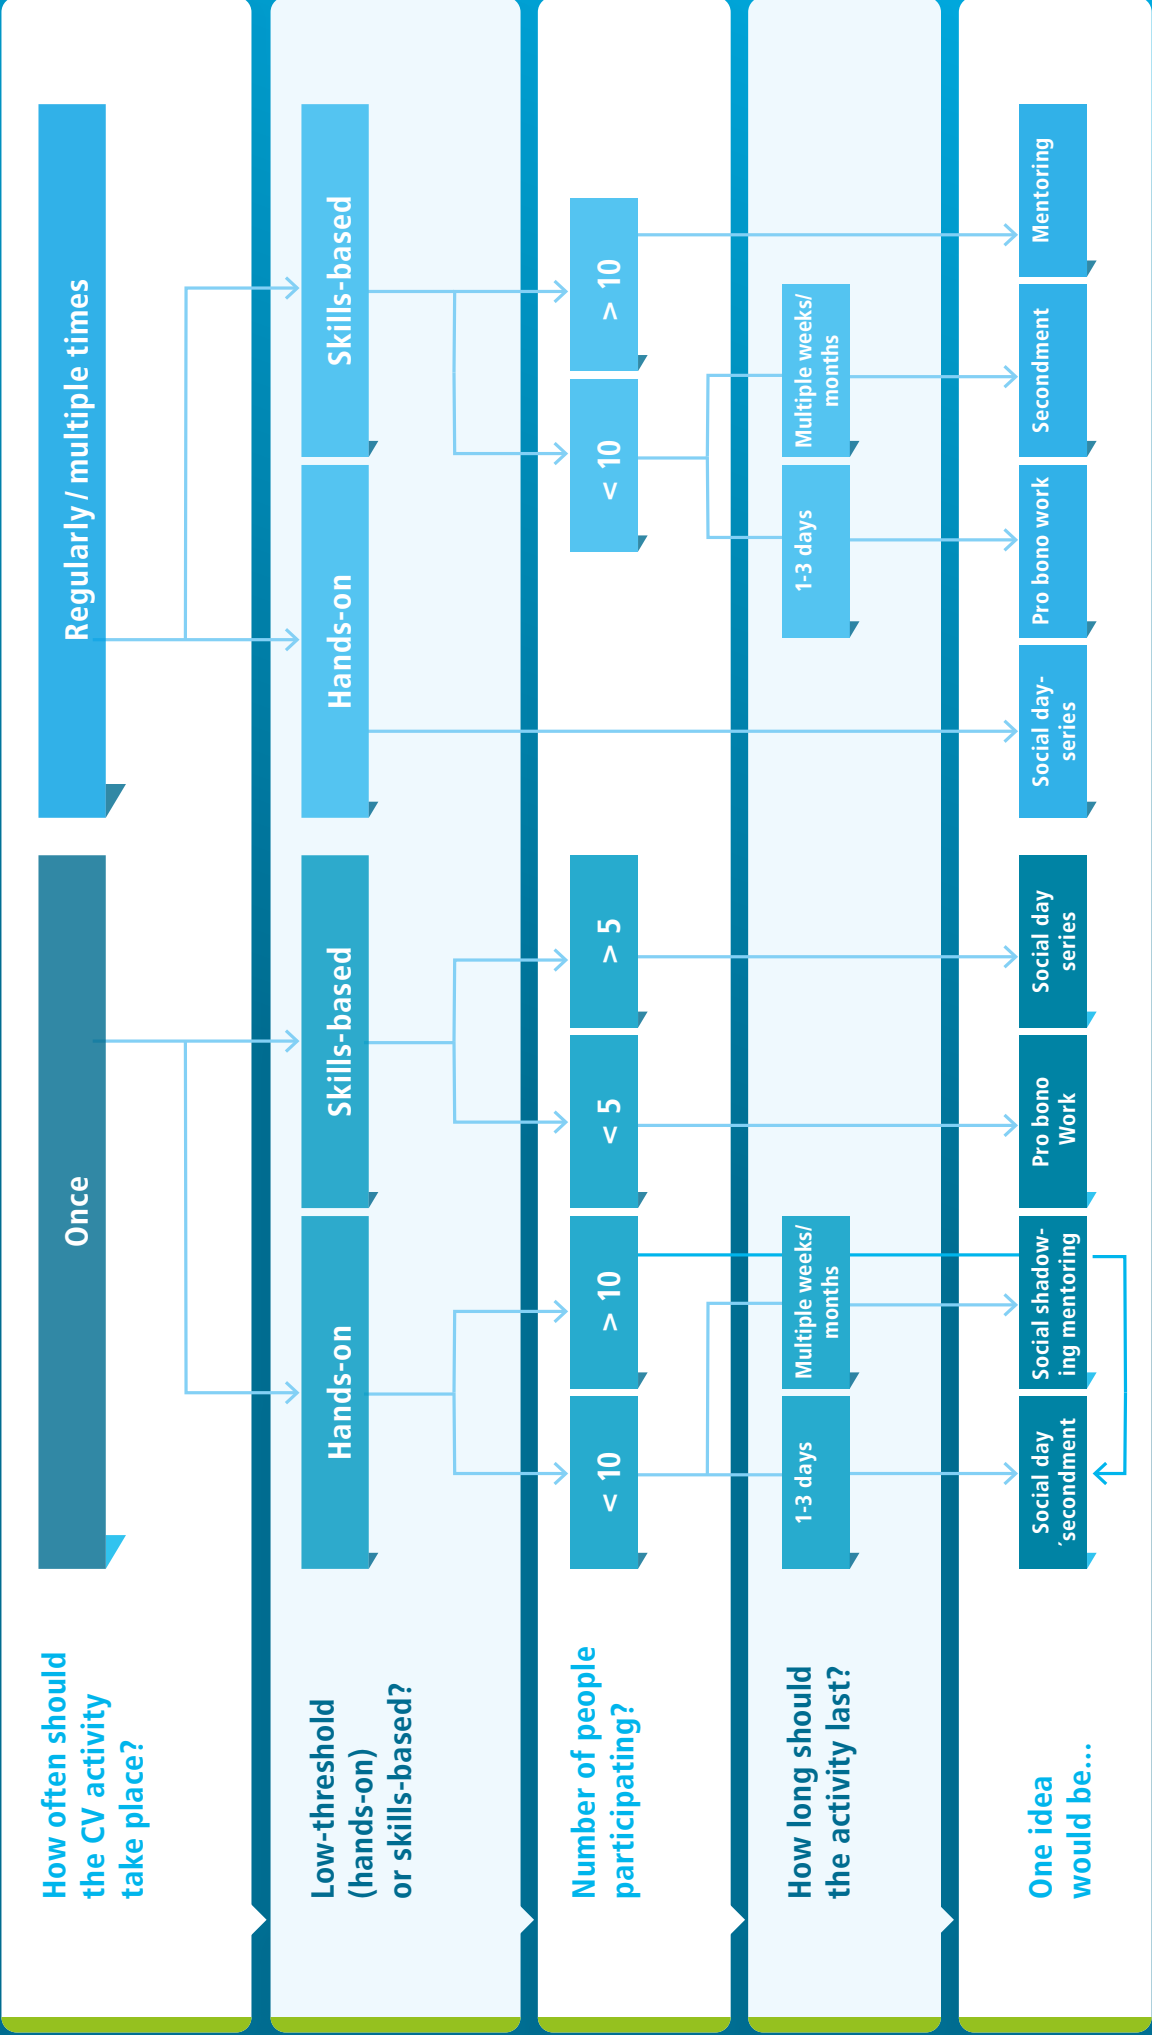 How often should
the CV activity
take place?
Once
Regularly / multiple times
Low-threshold
(hands-on)
or skills-based?
Hands-on
Skills-based
Hands-on
Skills-based
Number of people
participating?
< 10
> 10
< 5
> 5
< 10
> 10
How long should
the activity last?
1-3 days
Multiple weeks/
months
1-3 days
Multiple weeks/
months
One idea
would be...
Social day
´secondment
Social shadow-
ing mentoring
Pro bono
Work
Social day
series
Social day-
series
Pro bono work
Secondment
Mentoring